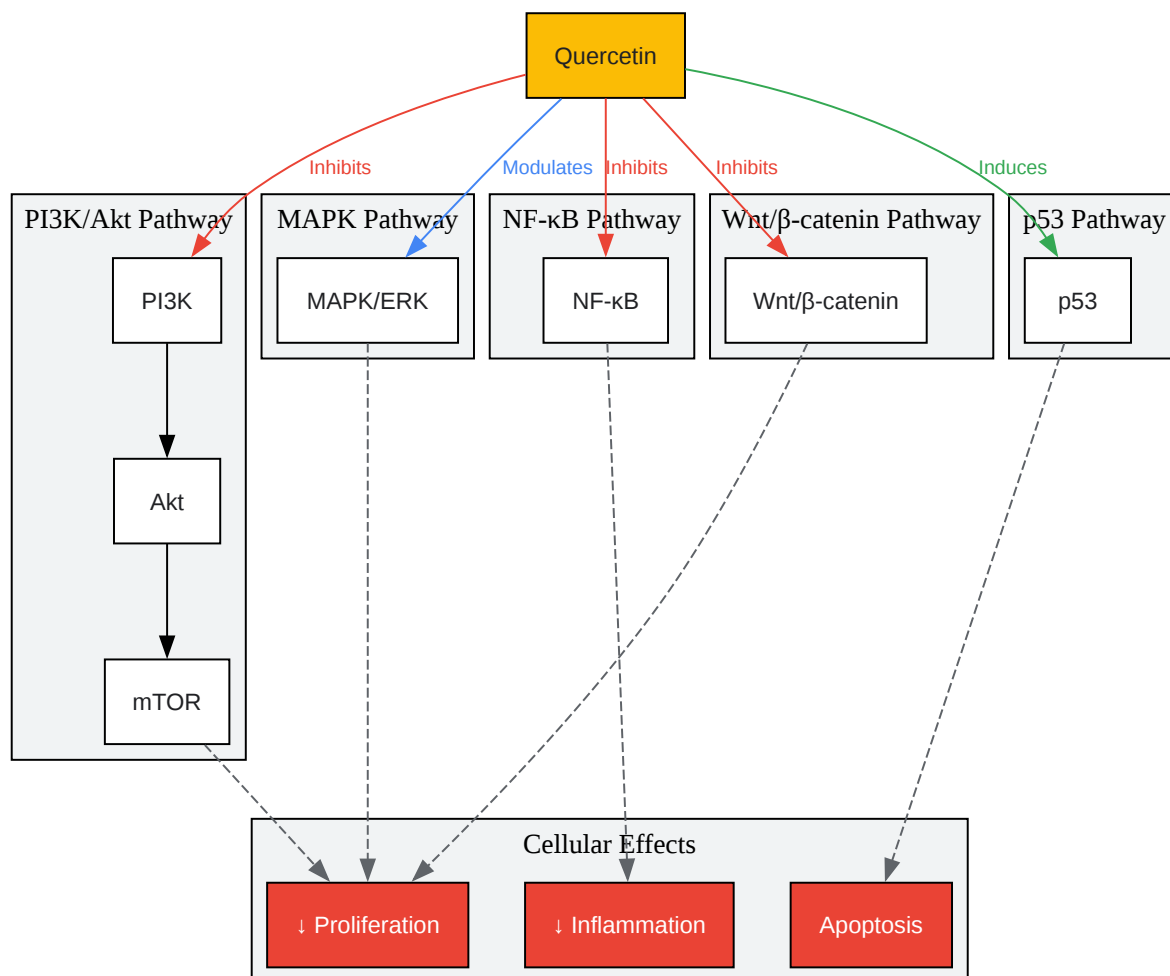 Quercetin
Inhibits
Modulates
Inhibits
Inhibits
Induces
PI3K/Akt Pathway
MAPK Pathway
NF-κB Pathway
Wnt/β-catenin Pathway
p53 Pathway
PI3K
MAPK/ERK
NF-κB
Wnt/β-catenin
p53
Akt
mTOR
Cellular Effects
↓ Proliferation
↓ Inflammation
Apoptosis